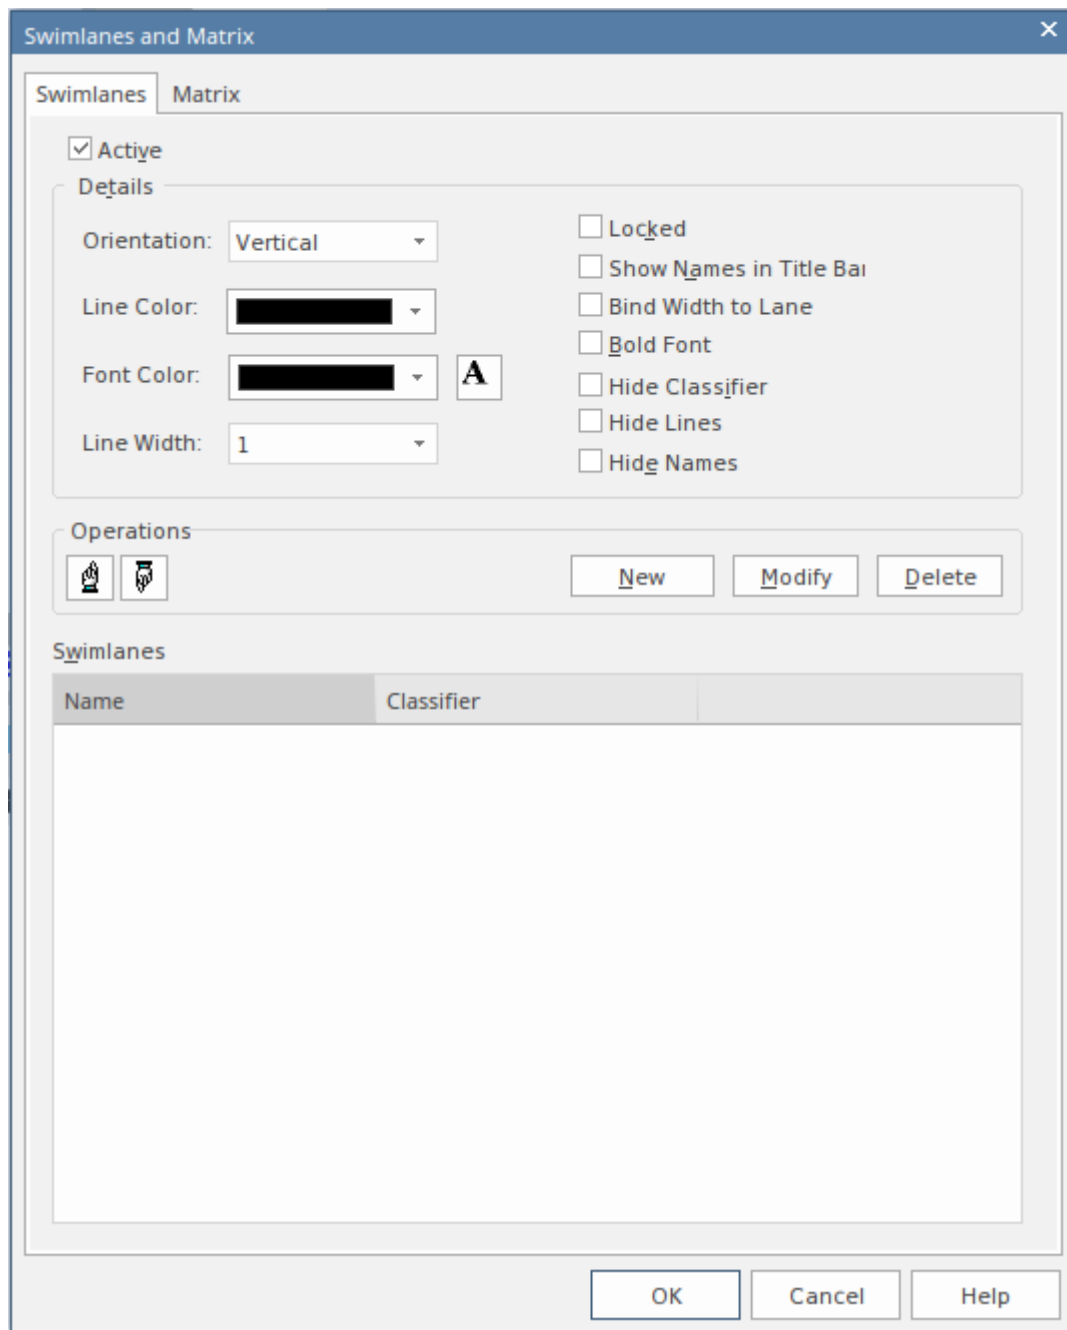 Swimlanes and Matrix
Swimlanes Matrix
Active
Details
Orientation: Vertical
Line Color:
Font Color: A
Line Width: 1
Locked
Show Names in Title Bar
Bind Width to Lane
Bold Font
Hide Classifier
Hide Lines
Hide Names
Operations
New Modify Delete
Swimlanes
Name Classifier
OK Cancel Help